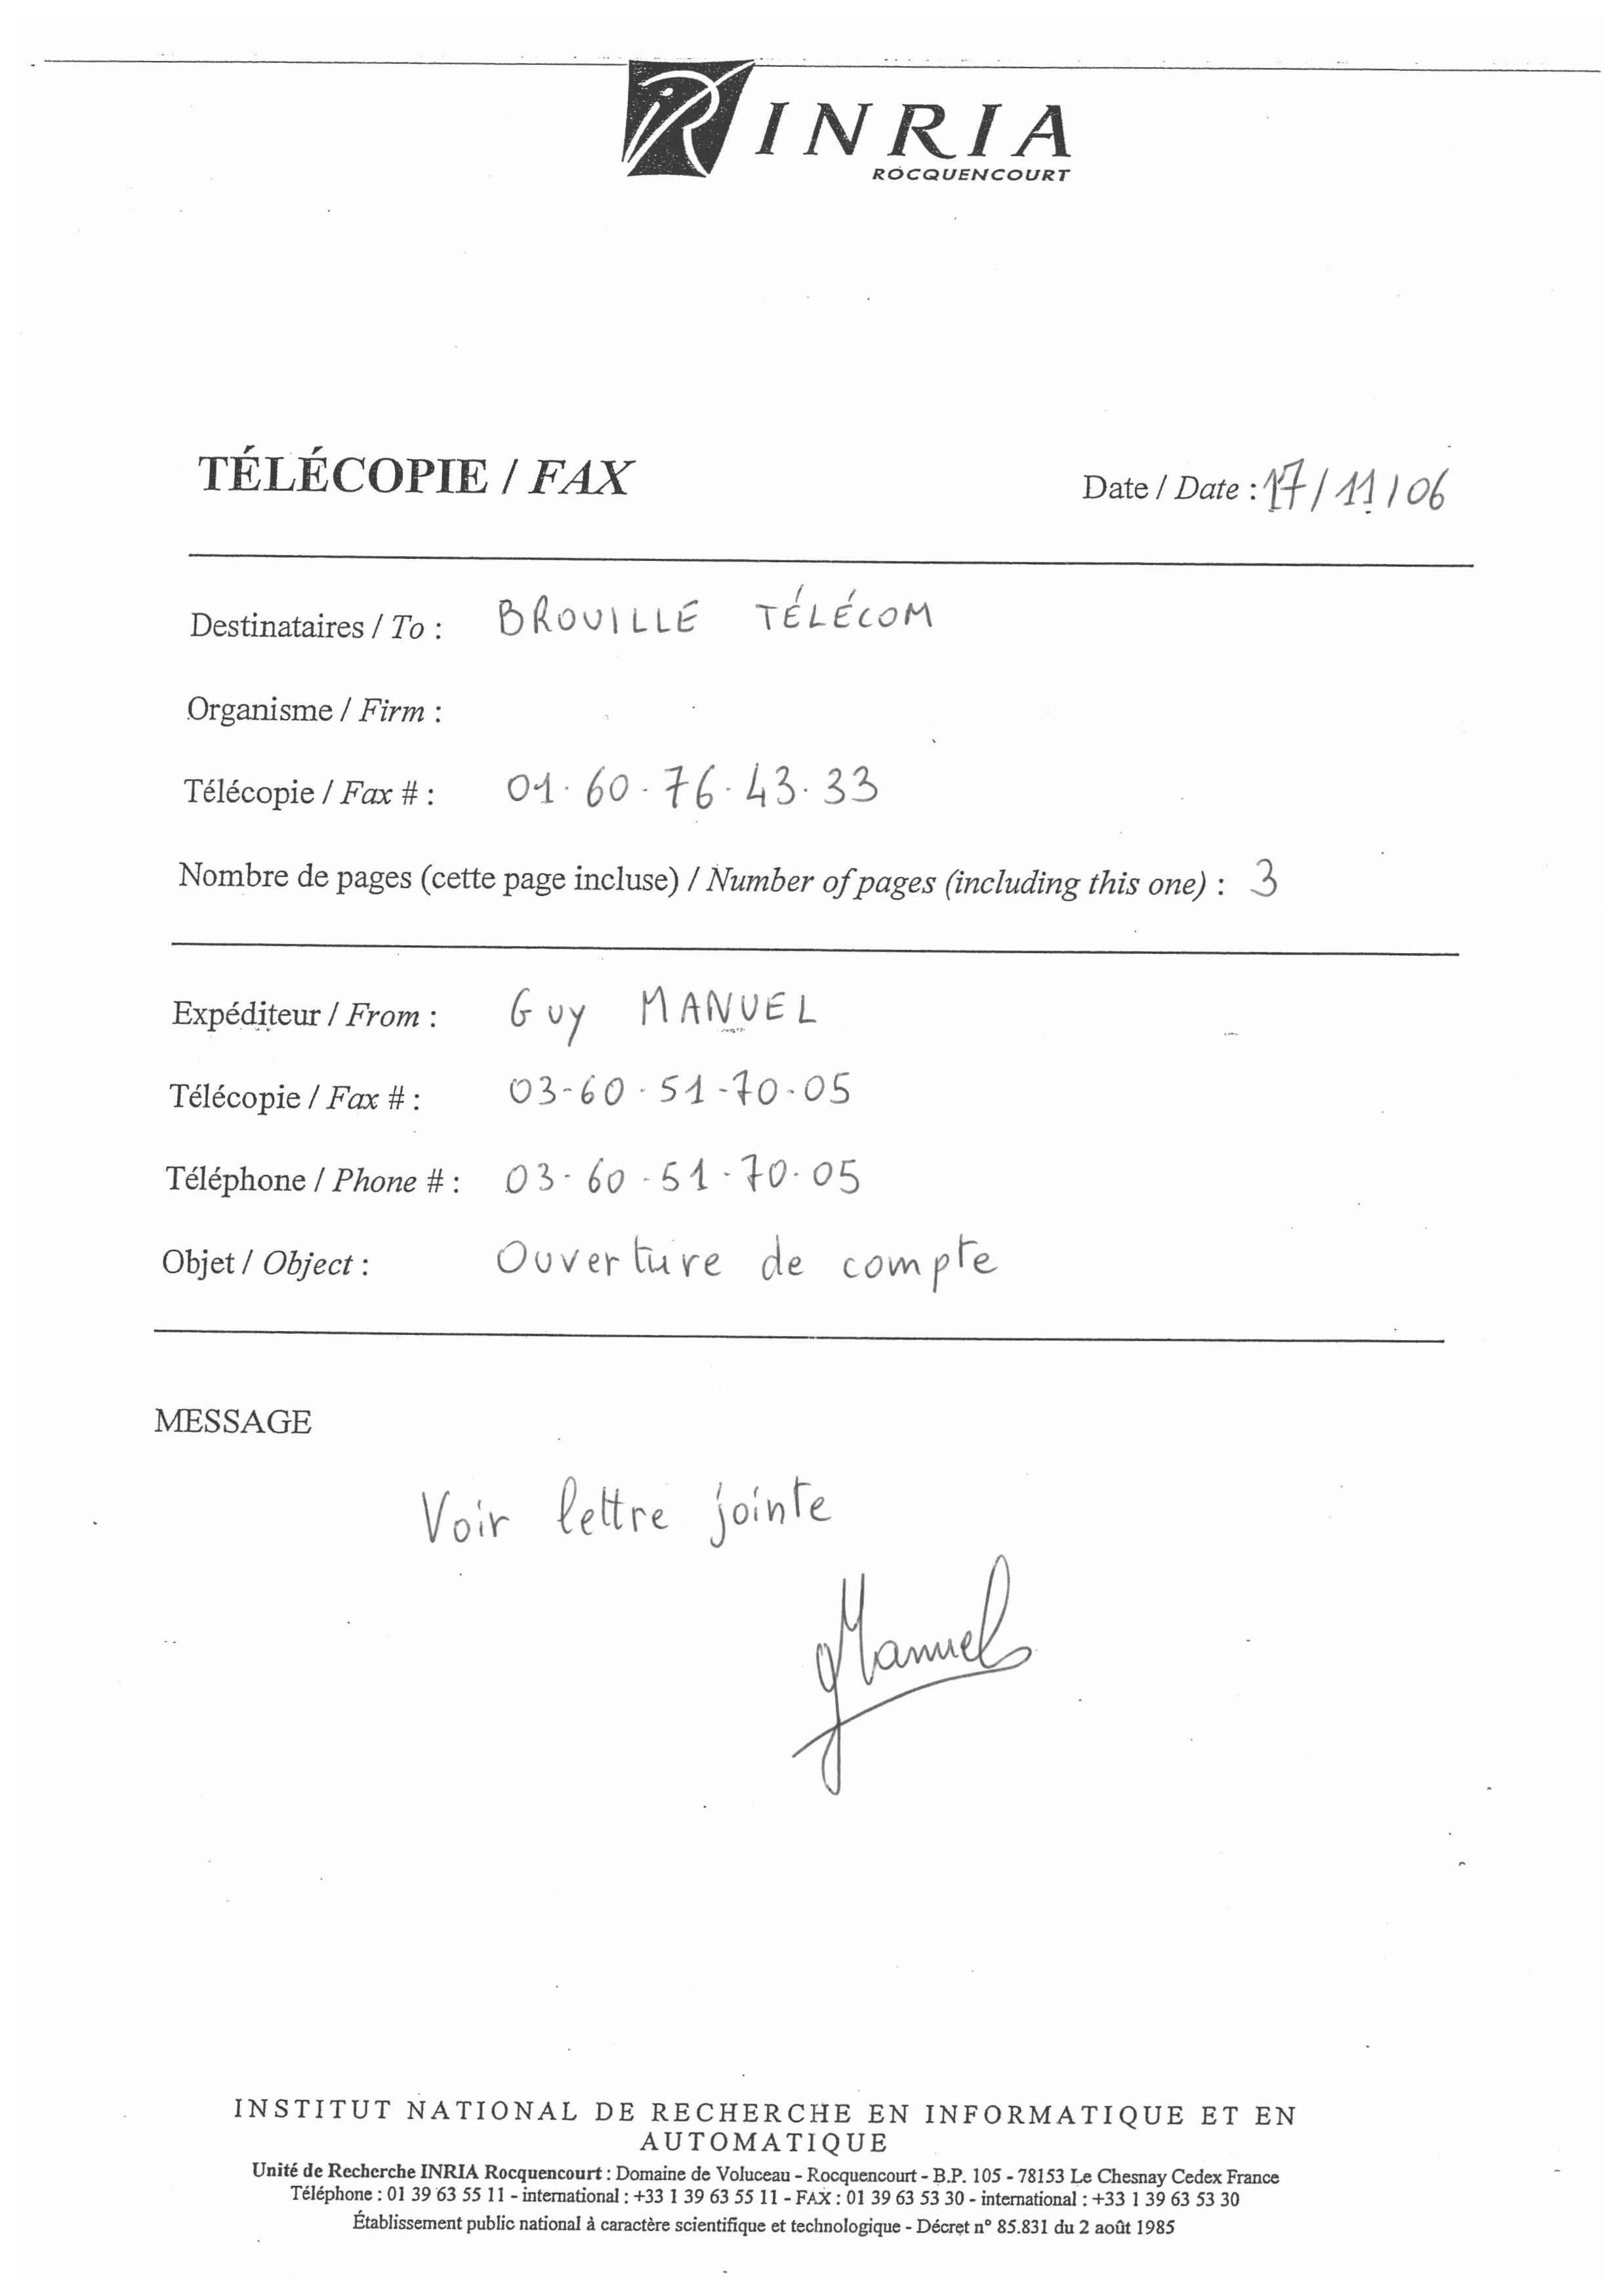 INRIA
ROCQUENCOURT
TÉLÉCOPIE / FAX
Date / Date : 17/11/06
Destinataires / To : BROUILLE TÉLÉCOM
Organisme / Firm :
Télécopie / Fax # : 01.60.76.43.33
Nombre de pages (cette page incluse) / Number of pages (including this one) : 3
Expéditeur / From : Guy MANUEL
Télécopie / Fax # : 03-60.51-70.05
Téléphone / Phone # : 03-60-51-70-05
Objet / Object : Ouverture de compte
MESSAGE
Voir lettre jointe
Manuel
INSTITUT NATIONAL DE RECHERCHE EN INFORMATIQUE ET EN
AUTOMATIQUE
Unité de Recherche INRIA Rocquencourt : Domaine de Voluceau - Rocquencourt - B.P. 105 - 78153 Le Chesnay Cedex France
Téléphone : 01 39 63 55 11 - international : +33 1 39 63 55 11 - FAX : 01 39 63 53 30 - international : +33 1 39 63 53 30
Établissement public national à caractère scientifique et technologique - Décret n° 85.831 du 2 août 1985